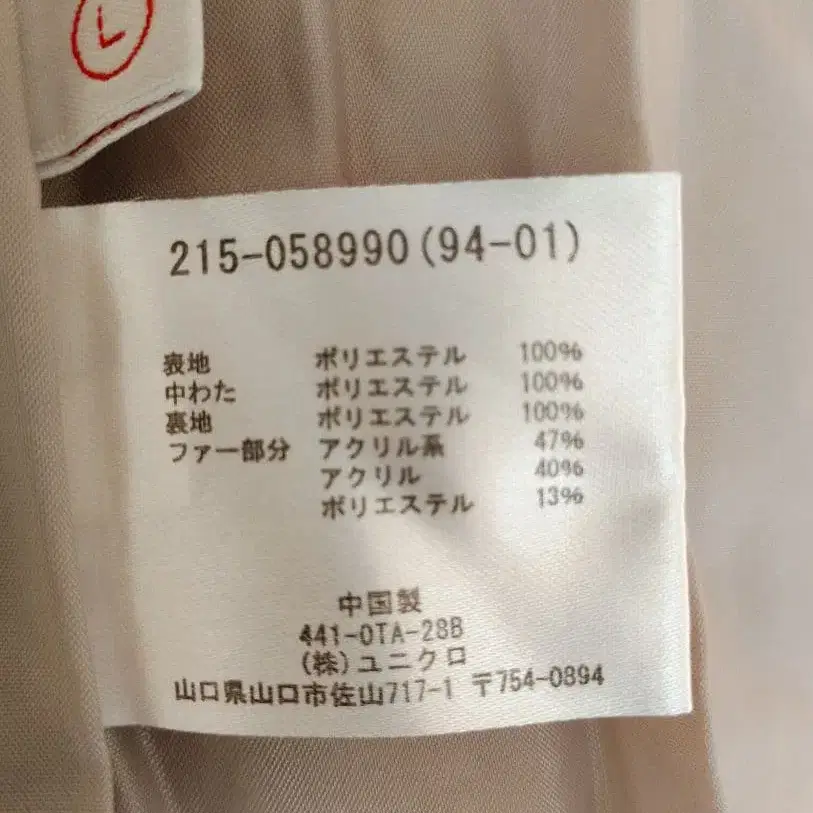 L
215-058990(94-01)
表地 ポリエステル 100%
中わた ポリエステル 100%
裏地 ポリエステル 100%
ファー部分 アクリル系 47%
アクリル 40%
ポリエステル 13%
中国製
441-OTA-28B
(株)ユニクロ
山口県山口市佐山717-1 〒754-0894